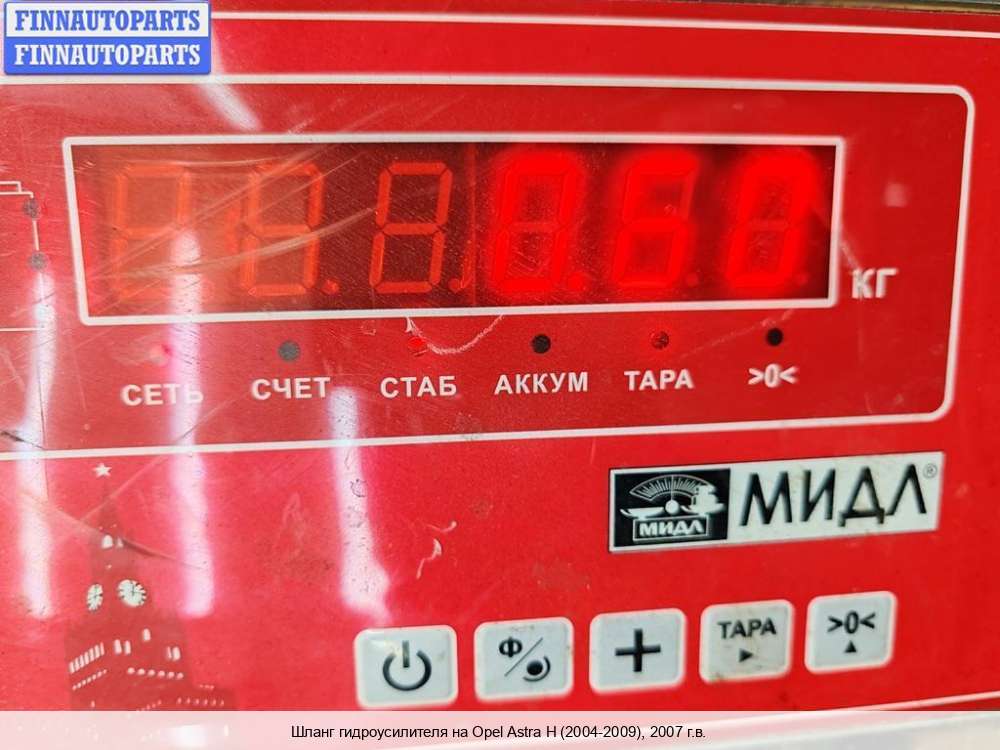 FINNAUTOPARTS
FINNAUTOPARTS
0.60
КГ
СЕТЬ СЧЕТ СТАБ АККУМ ТАРА >0<
МИДЛ МИДЛ®
Ф ТАРА >0<
Шланг гидроусилителя на Opel Astra H (2004-2009), 2007 г.в.